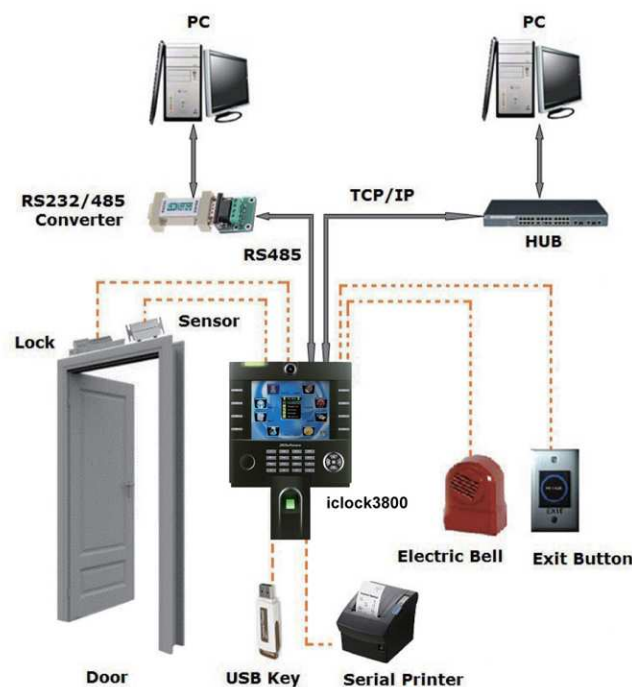 PC
PC
RS232/485
Converter
TCP/IP
HUB
RS485
Sensor
Lock
iclock3800
Electric Bell
Exit Button
EXIT
Door
USB Key
Serial Printer